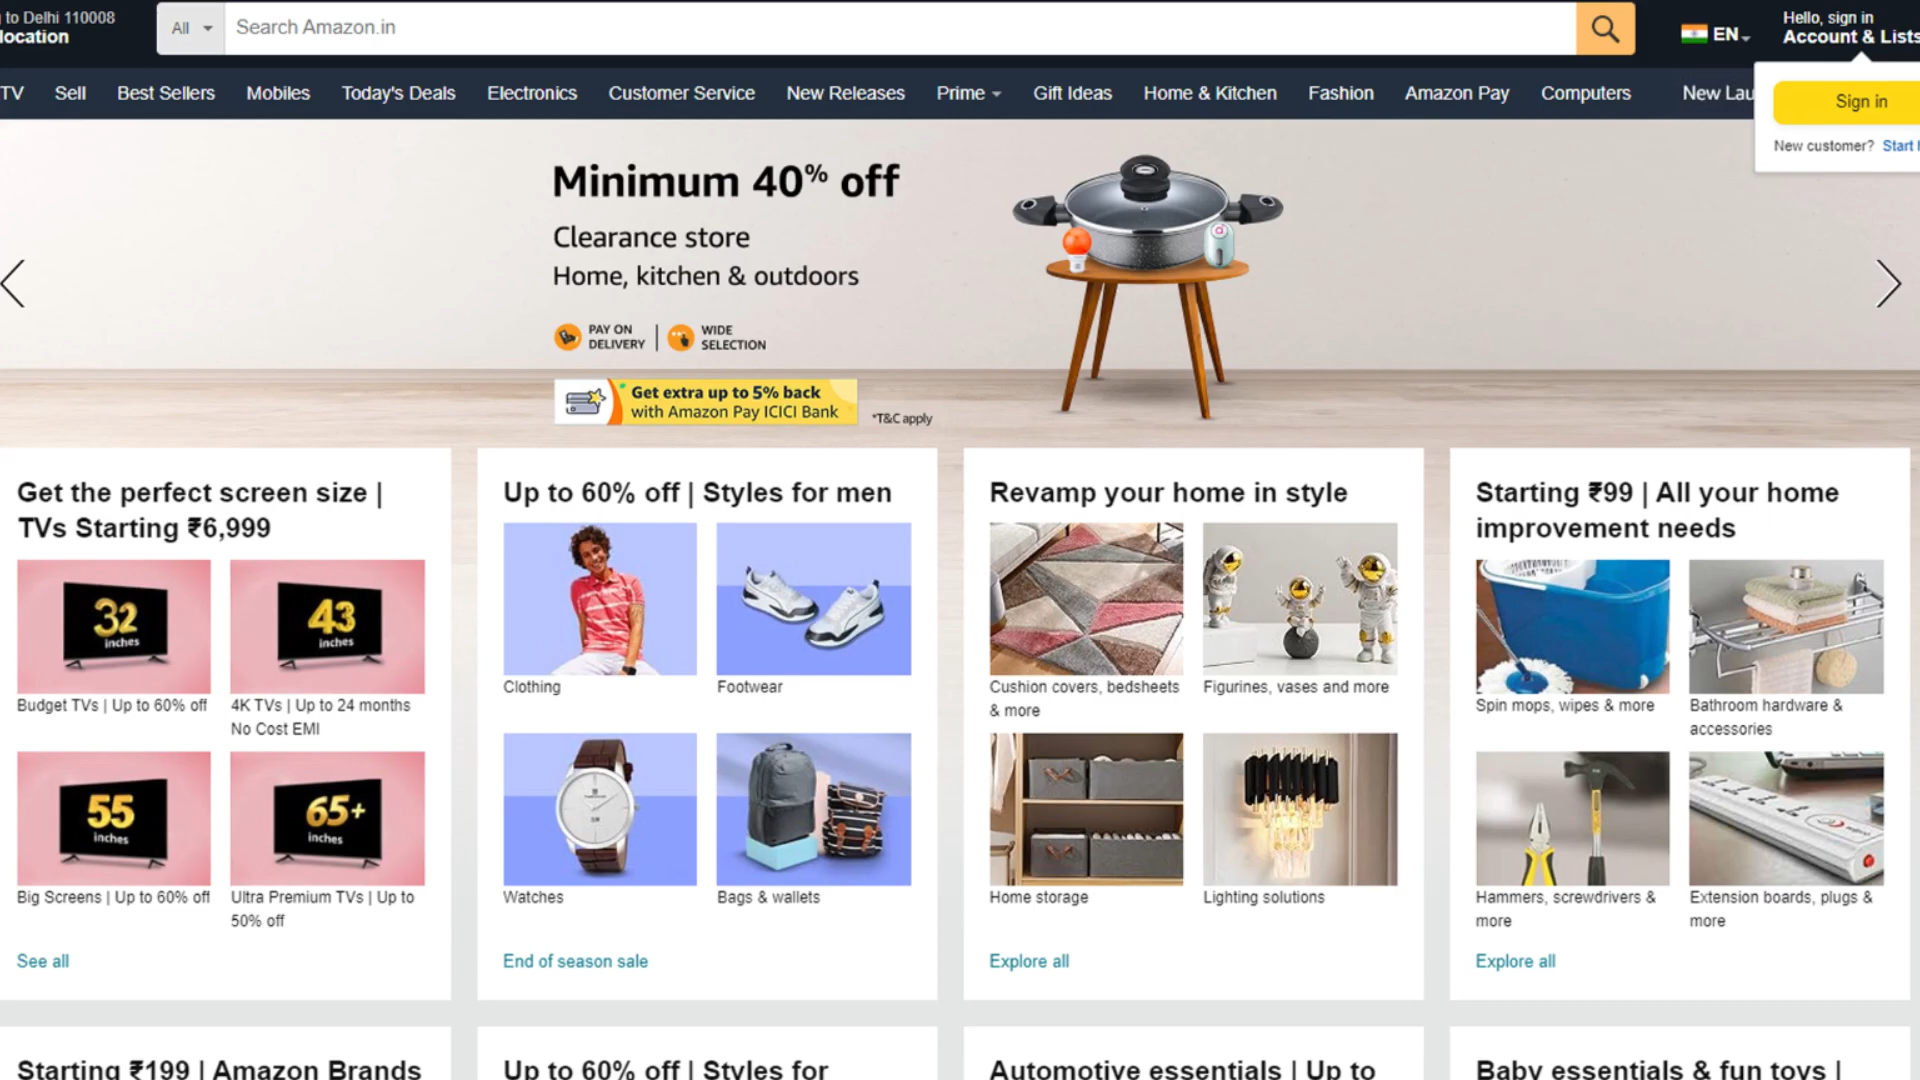 to Delhi 110008
location
All
Search Amazon.in
EN
Hello, sign in
Account & Lists
TV
Sell
Best Sellers
Mobiles
Today's Deals
Electronics
Customer Service
New Releases
Prime
Gift Ideas
Home & Kitchen
Fashion
Amazon Pay
Computers
New Lau
Sign in
New customer? Start
Minimum 40% off
Clearance store
Home, kitchen & outdoors
PAY ON
DELIVERY
WIDE
SELECTION
Get extra up to 5% back
with Amazon Pay ICICI Bank
*T&C apply
Get the perfect screen size |
TVs Starting ₹6,999
32
inches
43
inches
Budget TVs | Up to 60% off
4K TVs | Up to 24 months
No Cost EMI
55
inches
65+
inches
Big Screens | Up to 60% off
Ultra Premium TVs | Up to
50% off
See all
Up to 60% off | Styles for men
Clothing
Footwear
Watches
Bags & wallets
End of season sale
Revamp your home in style
Cushion covers, bedsheets
& more
Figurines, vases and more
Home storage
Lighting solutions
Explore all
Starting ₹99 | All your home
improvement needs
Spin mops, wipes & more
Bathroom hardware &
accessories
Hammers, screwdrivers &
more
Extension boards, plugs &
more
Explore all
Starting ₹199 | Amazon Brands
Up to 60% off | Styles for
Automotive essentials | Up to
Baby essentials & fun toys |